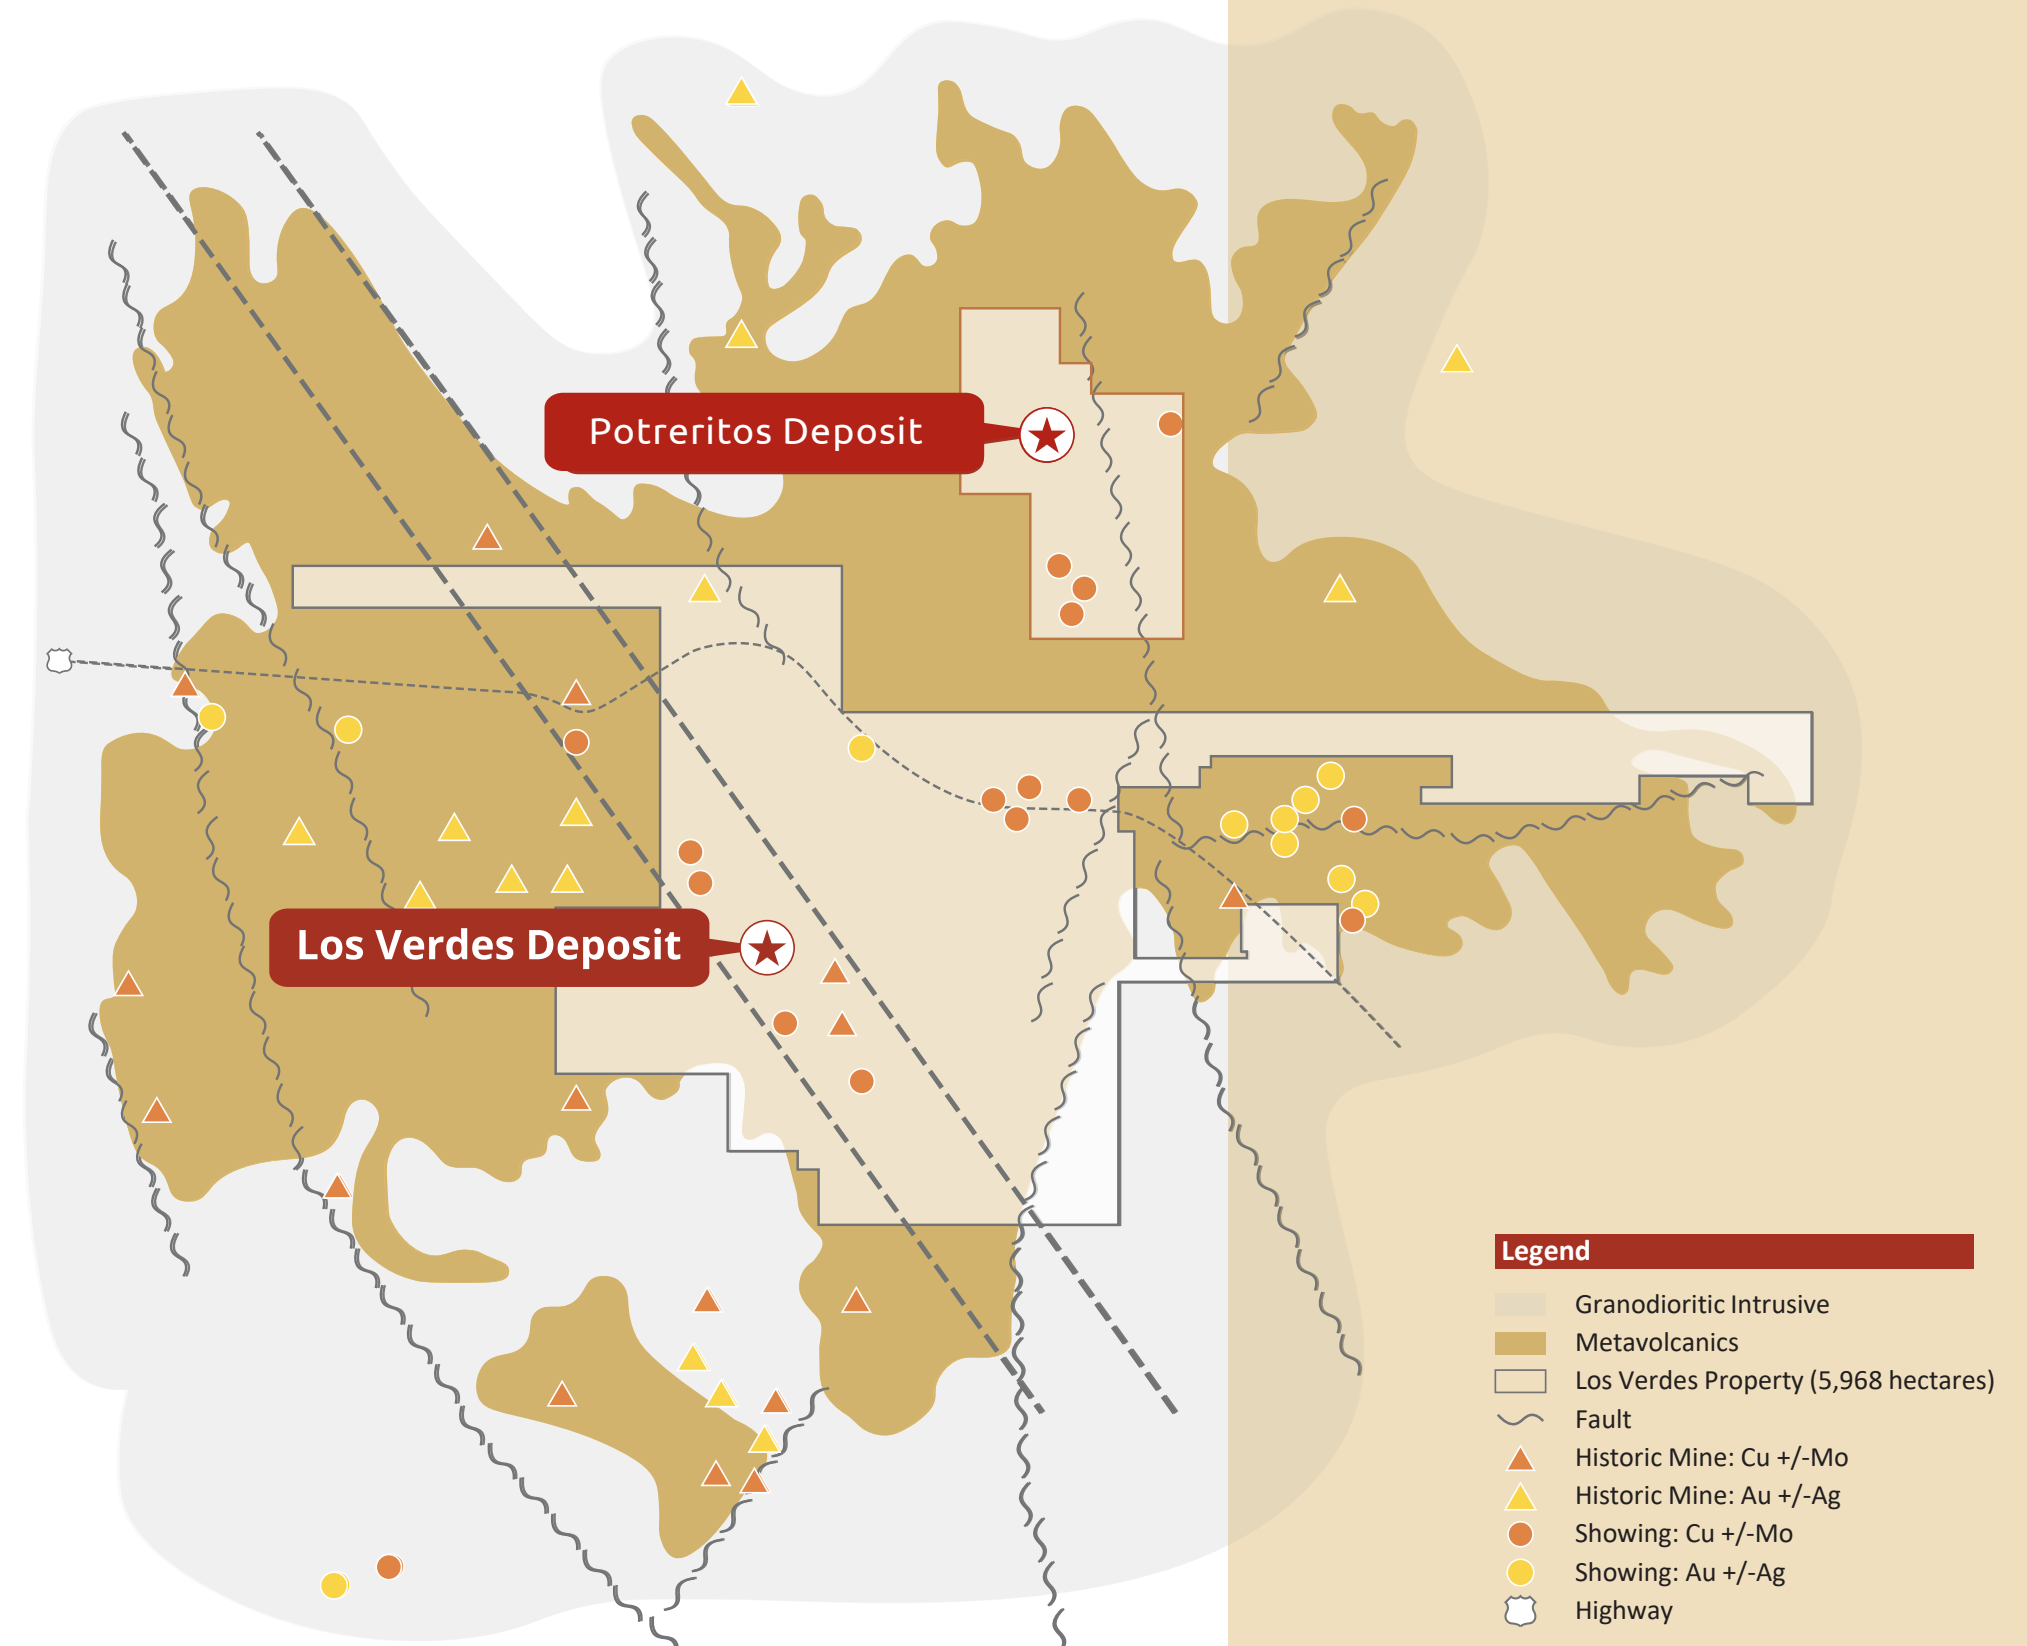 Potreritos Deposit
Los Verdes Deposit
Legend
Granodioritic Intrusive
Metavolcanics
Los Verdes Property (5,968 hectares)
Fault
Historic Mine: Cu +/-Mo
Historic Mine: Au +/-Ag
Showing: Cu +/-Mo
Showing: Au +/-Ag
Highway